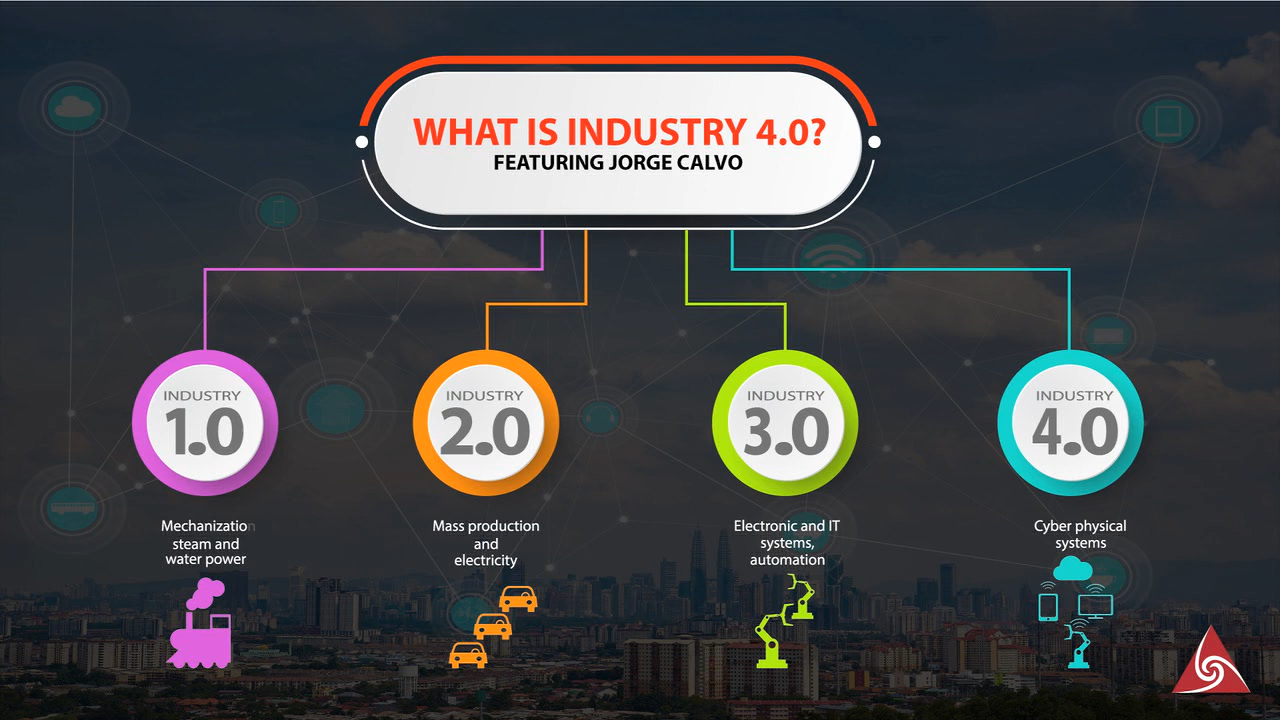 WHAT IS INDUSTRY 4.0?
FEATURING JORGE CALVO
INDUSTRY
1.0
Mechanization
steam and
water power
INDUSTRY
2.0
Mass production
and
electricity
INDUSTRY
3.0
Electronic and IT
systems,
automation
INDUSTRY
4.0
Cyber physical
systems